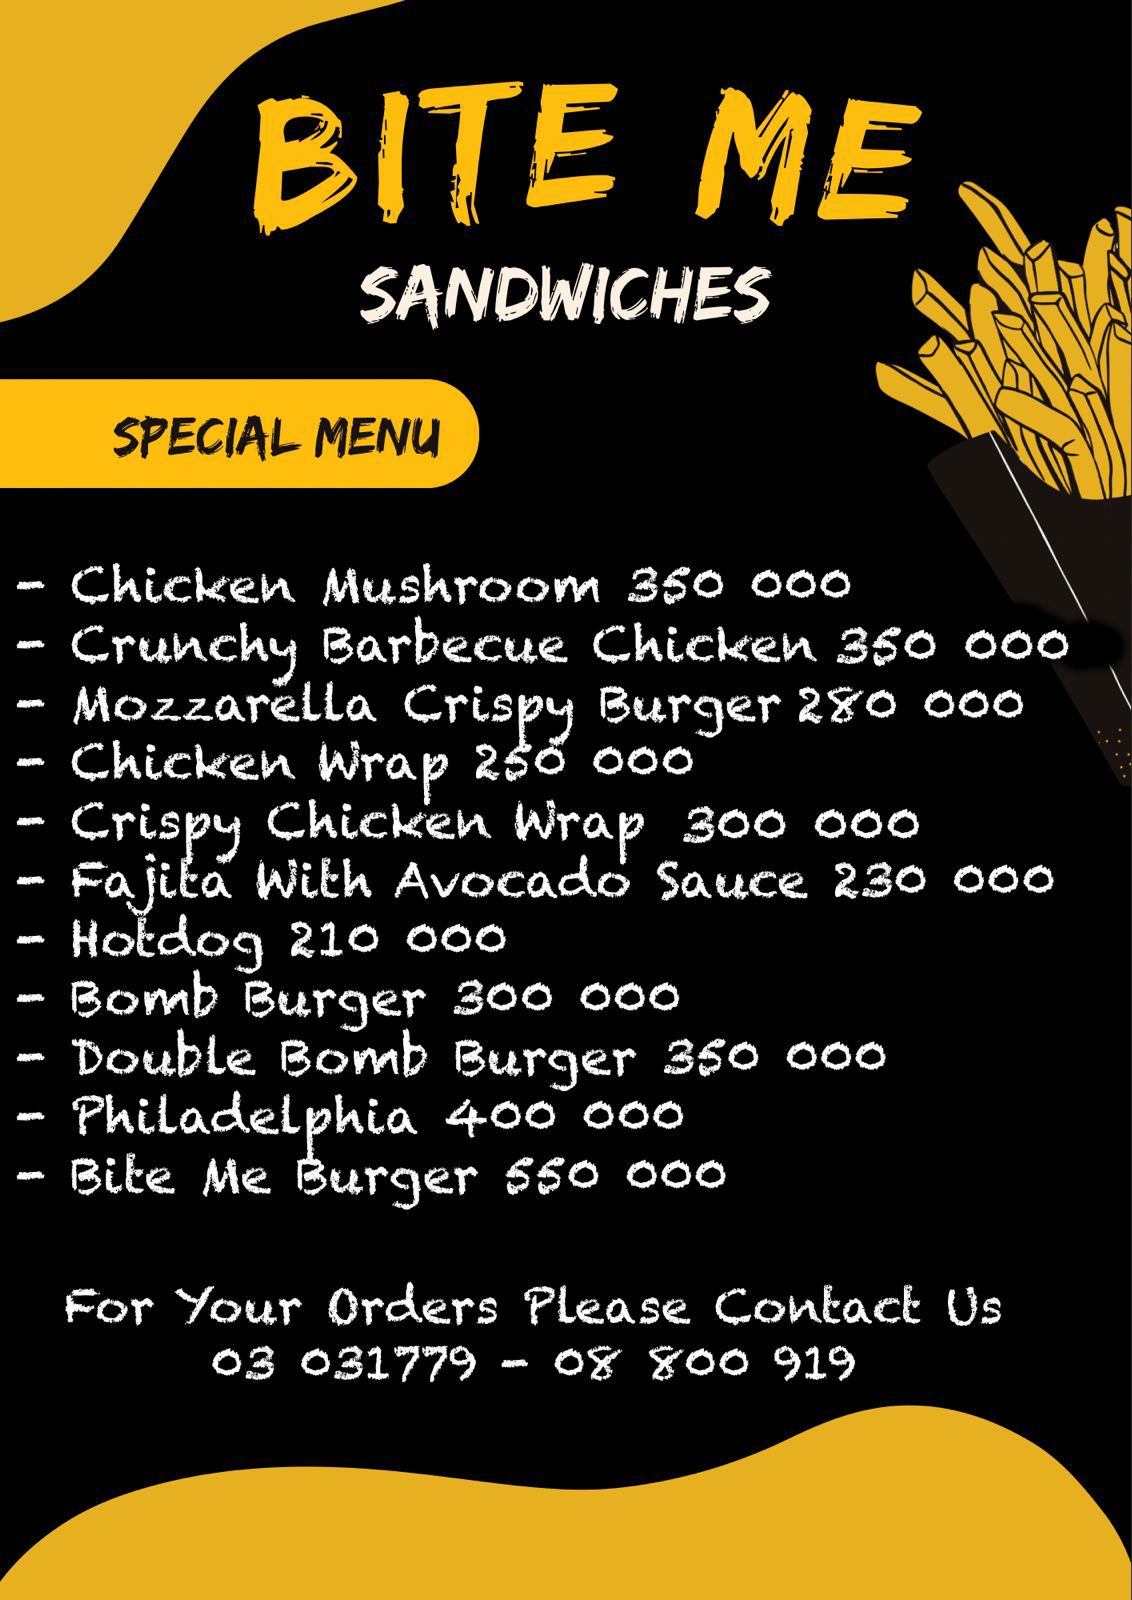 BITE ME
SANDWICHES
SPECIAL MENU
- Chicken Mushroom 350 000
- Crunchy Barbecue Chicken 350 000
- Mozzarella Crispy Burger 280 000
- Chicken Wrap 250 000
- Crispy Chicken Wrap 300 000
- Fajita With Avocado Sauce 230 000
- Hotdog 210 000
- Bomb Burger 300 000
- Double Bomb Burger 350 000
- Philadelphia 400 000
- Bite Me Burger 550 000
For Your Orders Please Contact Us
03 031779 - 08 800 919